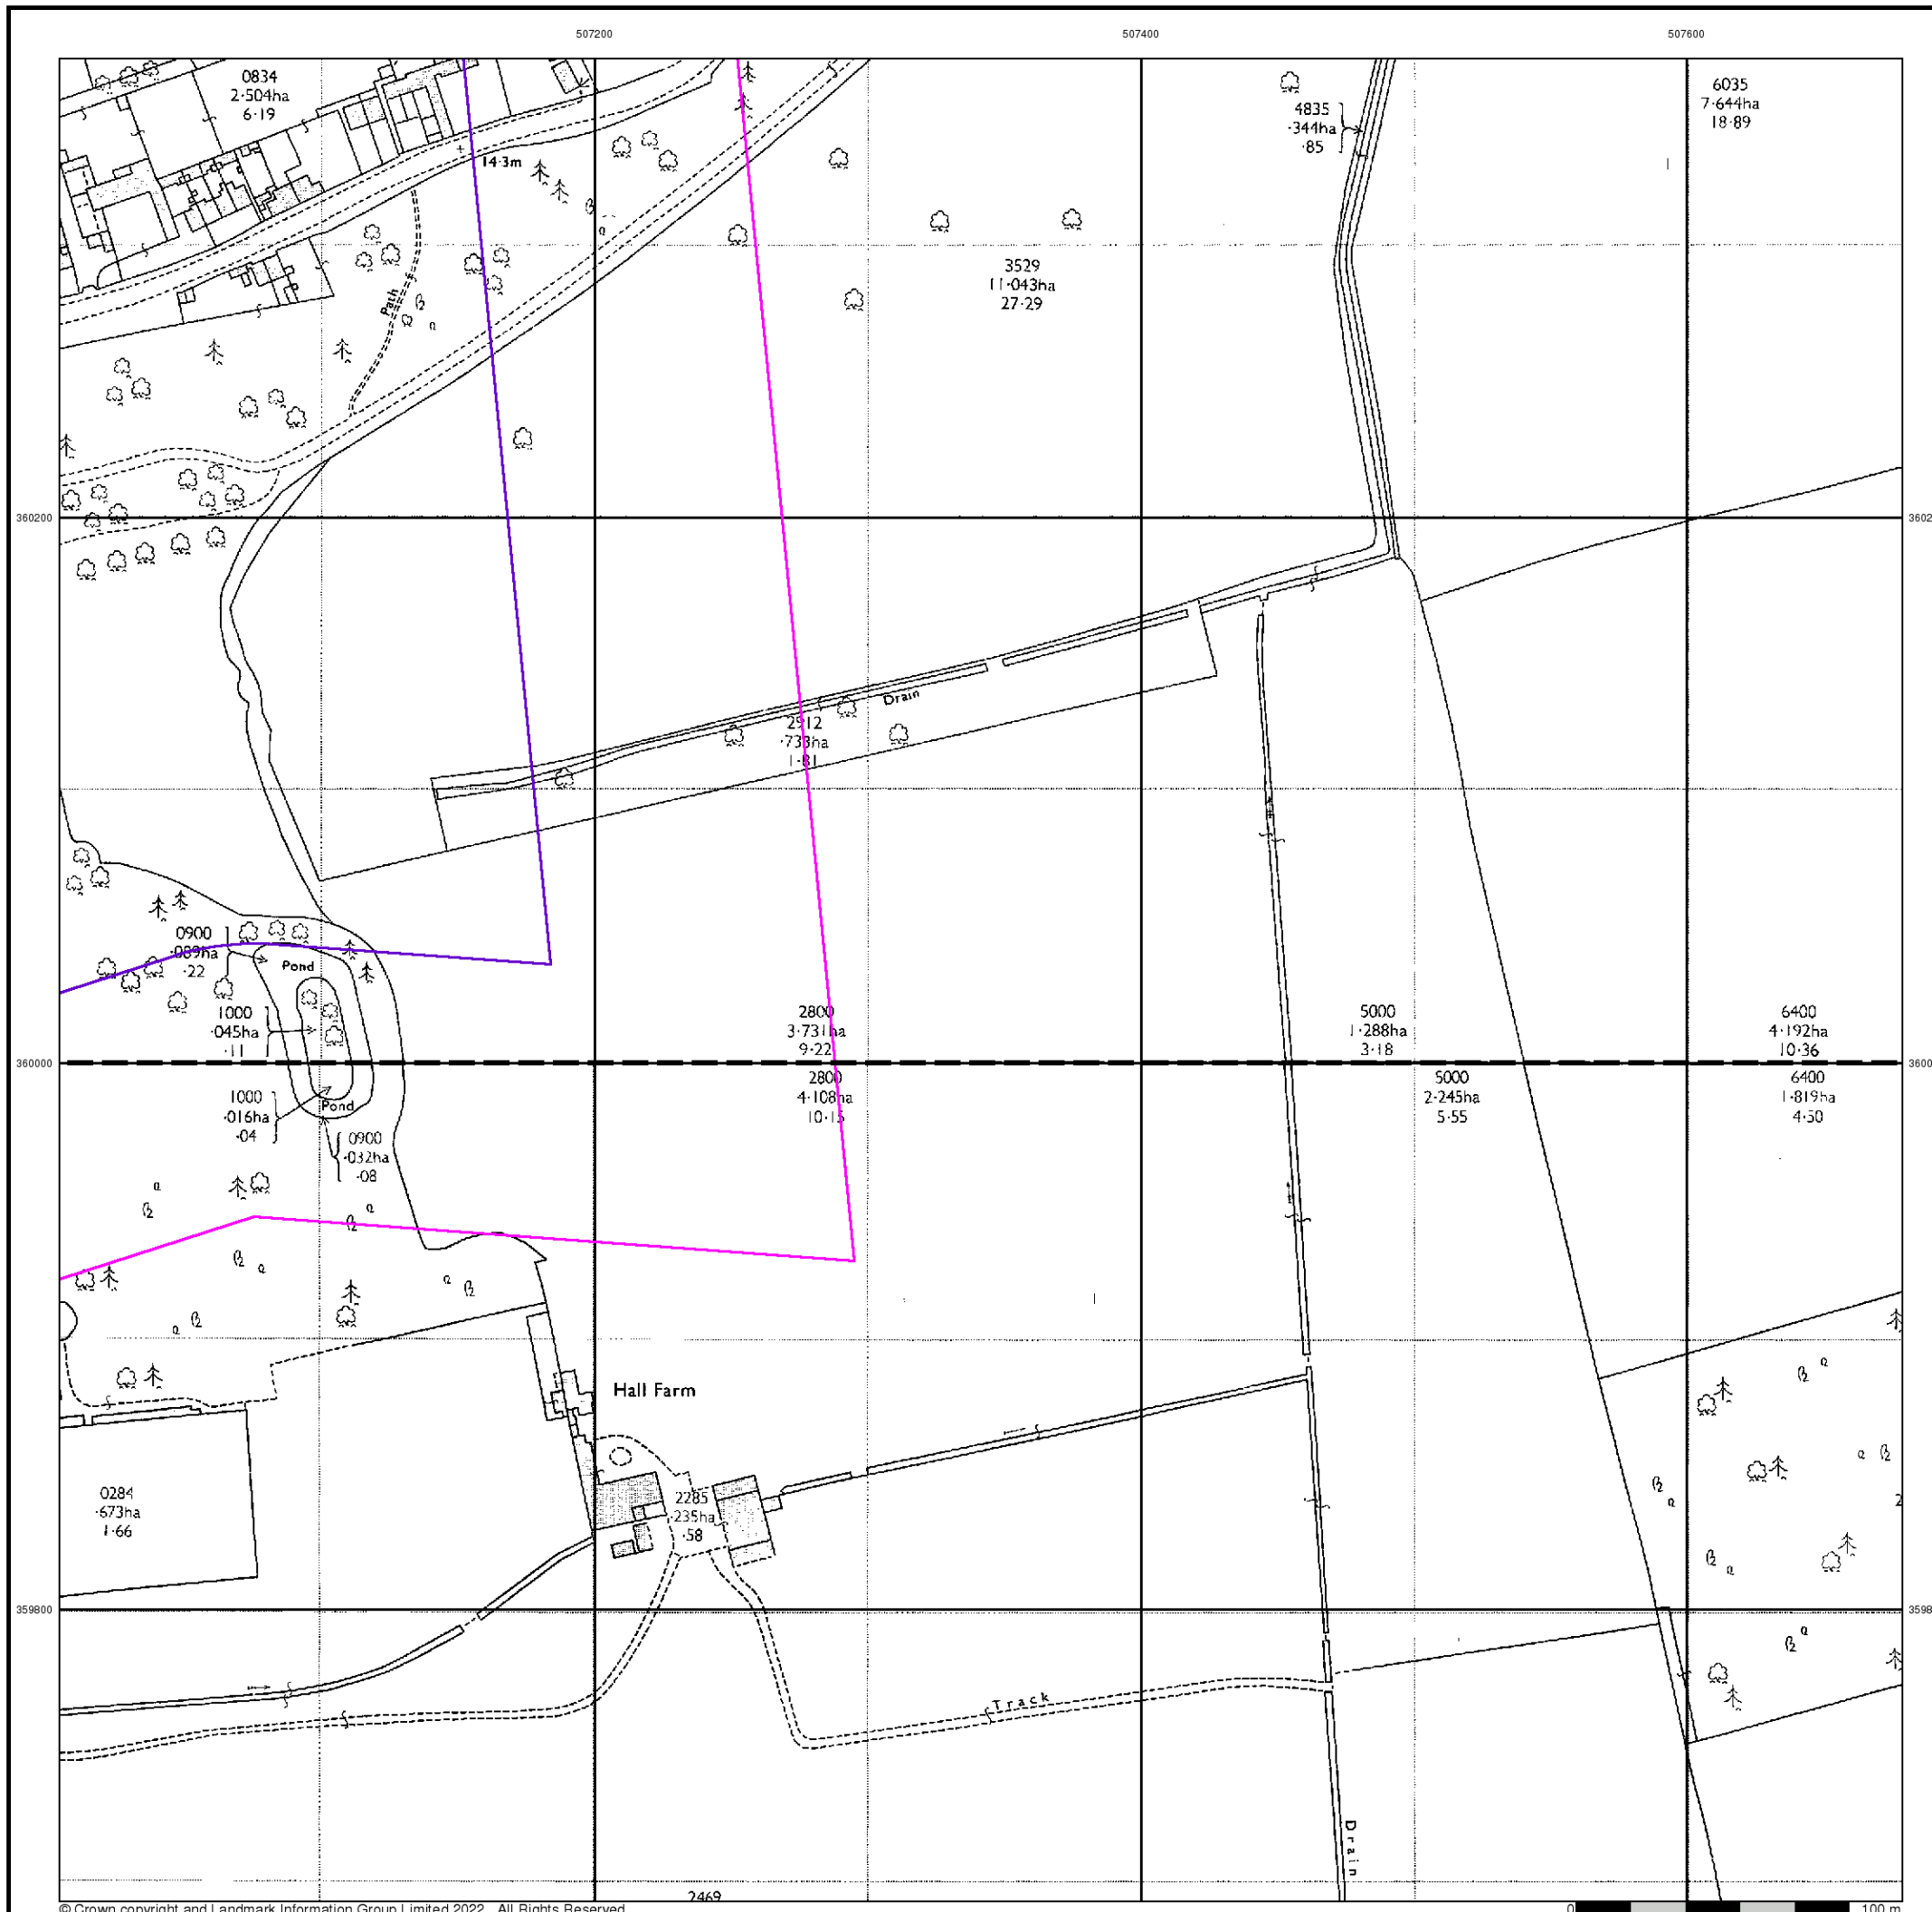 507200
507400
507600
0834
2·504ha
6·19
4835
·344ha
·85
6035
7·644ha
18·89
14·3m
3529
11·043ha
27·29
Path
360200
3602
Drain
2912
·733ha
1·81
0900
·089ha
·22
Pond
1000
·045ha
·11
2800
3·731ha
9·22
5000
1·288ha
3·18
6400
4·192ha
10·36
360000
3600
2800
4·108ha
10·15
5000
2·245ha
5·55
6400
1·819ha
4·50
1000
·016ha
·04
Pond
0900
·032ha
·08
Hall Farm
0284
·673ha
1·66
2285
·235ha
·58
2
359800
3598
Track
Drain
2469
© Crown copyright and Landmark Information Group Limited 2022. All Rights Reserved
0
100 m